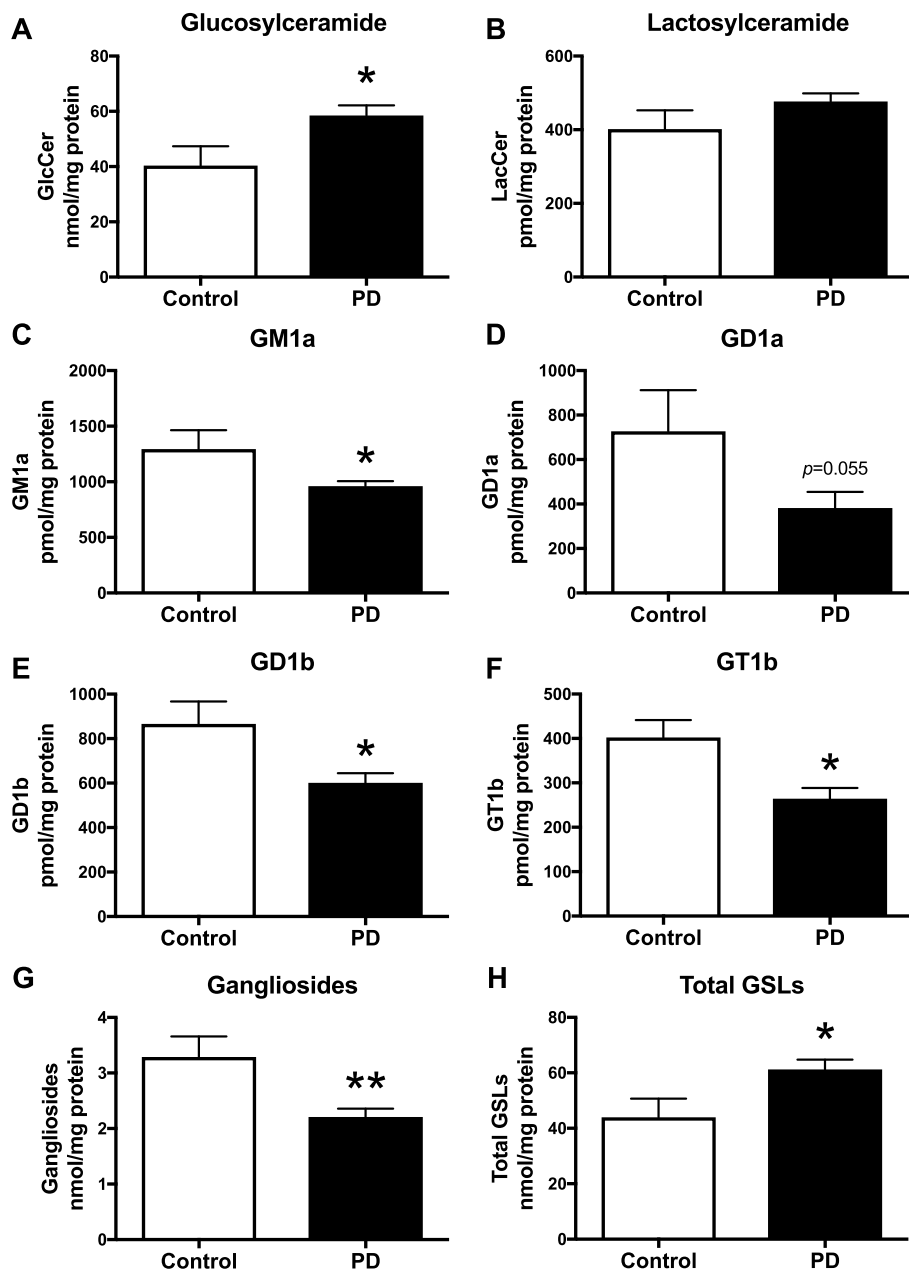 A
Glucosylceramide
GlcCer
nmol/mg protein
80
60
40
20
0
*
Control
PD
B
Lactosylceramide
LacCer
pmol/mg protein
600
400
200
0
Control
PD
C
GM1a
GM1a
pmol/mg protein
2000
1500
1000
500
0
*
Control
PD
D
GD1a
GD1a
pmol/mg protein
1000
800
600
400
200
0
p=0.055
Control
PD
E
GD1b
GD1b
pmol/mg protein
1000
800
600
400
200
0
*
Control
PD
F
GT1b
GT1b
pmol/mg protein
500
400
300
200
100
0
*
Control
PD
G
Gangliosides
Gangliosides
nmol/mg protein
4
3
2
1
0
**
Control
PD
H
Total GSLs
Total GSLs
nmol/mg protein
80
60
40
20
0
*
Control
PD